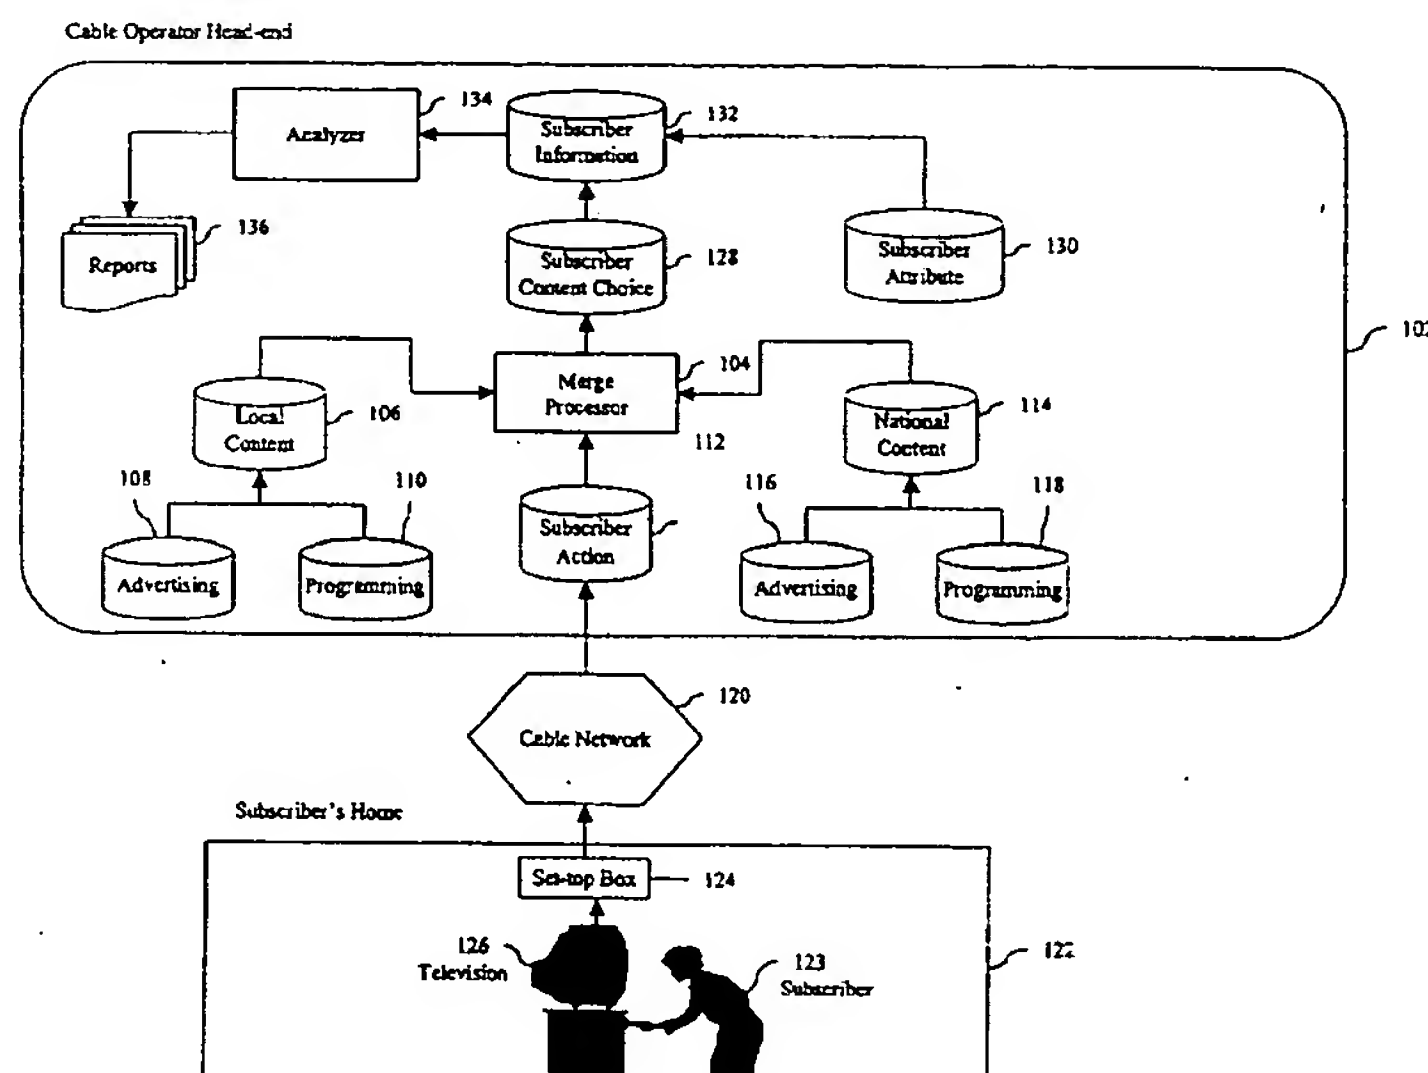 Cable Operator Head-end
134
132
Analyzer
Subscriber
Information
136
Reports
Subscriber
Content Choice
128
Subscriber
Attribute
130
102
Merge
Processor
104
Local
Content
106
National
Content
114
112
108
110
116
118
Subscriber
Action
Advertising
Programming
Advertising
Programming
120
Cable Network
Subscriber's Home
Set-top Box
124
126
Television
123
Subscriber
122